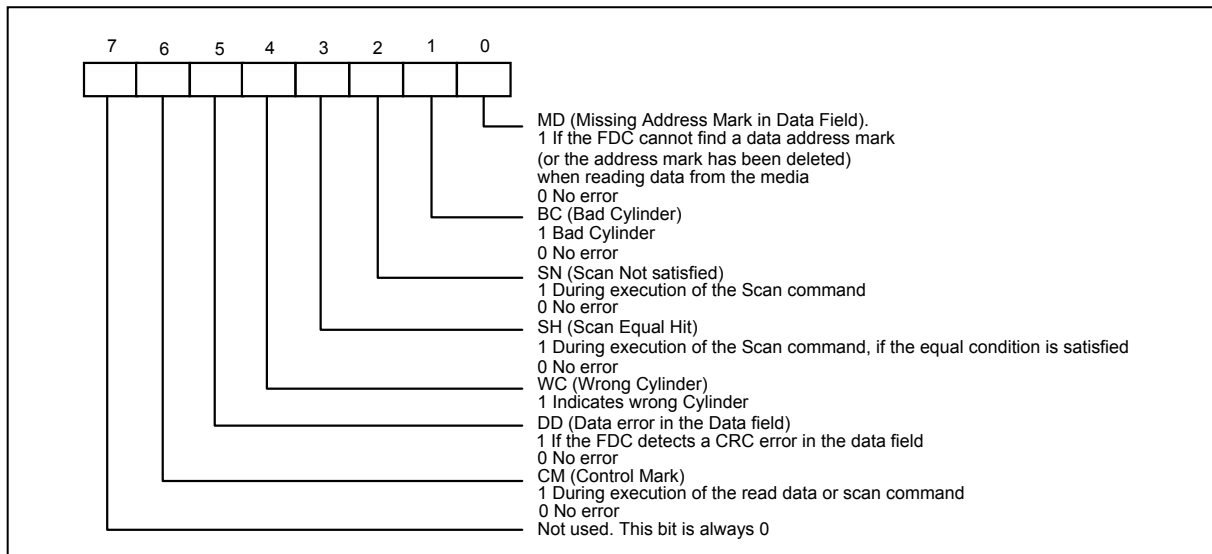 7 6 5 4 3 2 1 0
MD (Missing Address Mark in Data Field).
1 If the FDC cannot find a data address mark
(or the address mark has been deleted)
when reading data from the media
0 No error
BC (Bad Cylinder)
1 Bad Cylinder
0 No error
SN (Scan Not satisfied)
1 During execution of the Scan command
0 No error
SH (Scan Equal Hit)
1 During execution of the Scan command, if the equal condition is satisfied
0 No error
WC (Wrong Cylinder)
1 Indicates wrong Cylinder
DD (Data error in the Data field)
1 If the FDC detects a CRC error in the data field
0 No error
CM (Control Mark)
1 During execution of the read data or scan command
0 No error
Not used. This bit is always 0